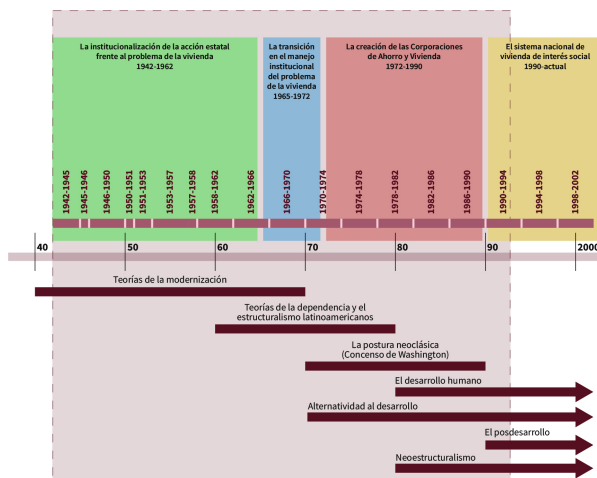 La institucionalización de la acción estatal
frente al problema de la vivienda
1942-1962
La transición
en el manejo
institucional
del problema
de la vivienda
1965-1972
La creación de las Corporaciones
de Ahorro y Vivienda
1972-1990
El sistema nacional de
vivienda de interés social
1990-actual
1942-1945
1945-1946
1946-1950
1950-1951
1951-1953
1953-1957
1957-1958
1958-1962
1962-1966
1966-1970
1970-1974
1974-1978
1978-1982
1982-1986
1986-1990
1990-1994
1994-1998
1998-2002
40
50
60
70
80
90
2000
Teorías de la modernización
Teorías de la dependencia y el
estructuralismo latinoamericanos
La postura neoclásica
(Concenso de Washington)
El desarrollo humano
Alternatividad al desarrollo
El posdesarrollo
Neoestructuralismo